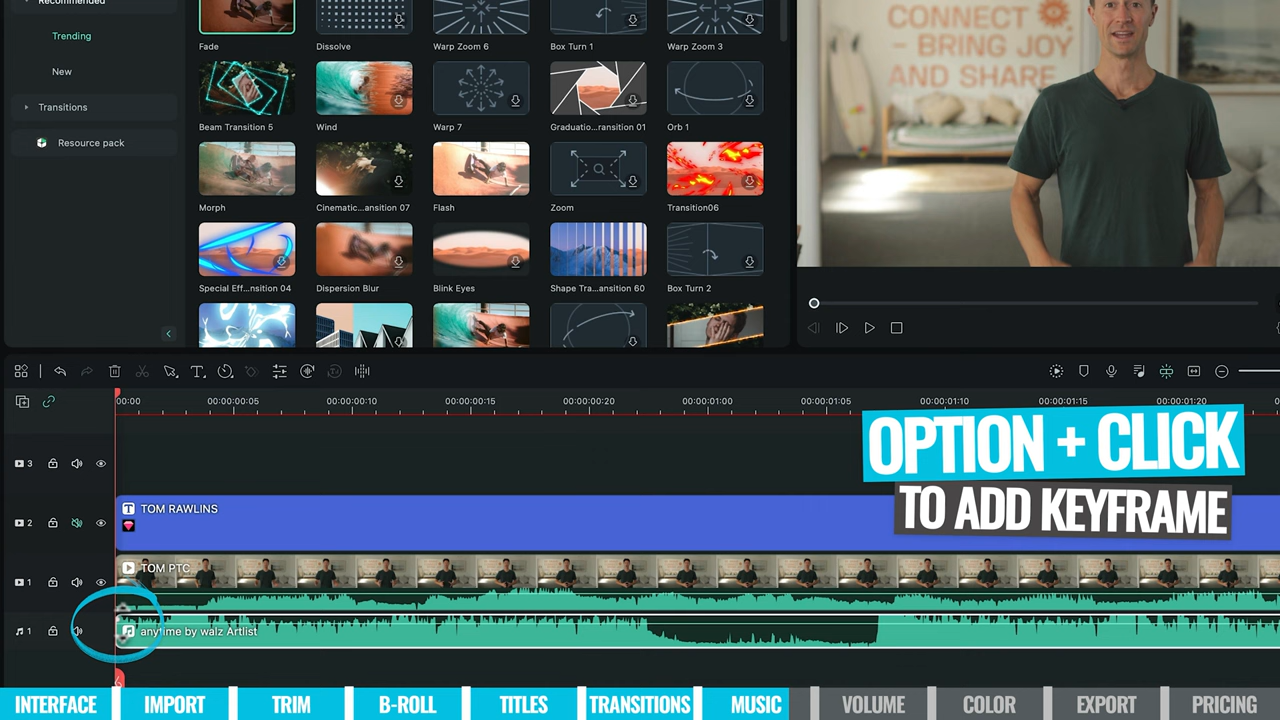 Recommended
Trending
New
Transitions
Resource pack
Fade
Dissolve
Warp Zoom 6
Box Turn 1
Warp Zoom 3
Beam Transition 5
Wind
Warp 7
Graduatio...ransition 01
Orb 1
Morph
Cinematic...ansition 07
Flash
Zoom
Transition06
Special Eff...nsition 04
Dispersion Blur
Blink Eyes
Shape Tra...ansition 60
Box Turn 2
CONNECT
- BRING JOY
AND SHARE
00:00
00:00:00:05
00:00:00:10
00:00:00:15
00:00:00:20
00:00:01:00
00:00:01:05
00:00:01:10
00:00:01:15
00:00:01:20
OPTION + CLICK
TO ADD KEYFRAME
3
2
T TOM RAWLINS
1
TOM PTC
1
anytime by walz Artlist
INTERFACE
IMPORT
TRIM
B-ROLL
TITLES
TRANSITIONS
MUSIC
VOLUME
COLOR
EXPORT
PRICING